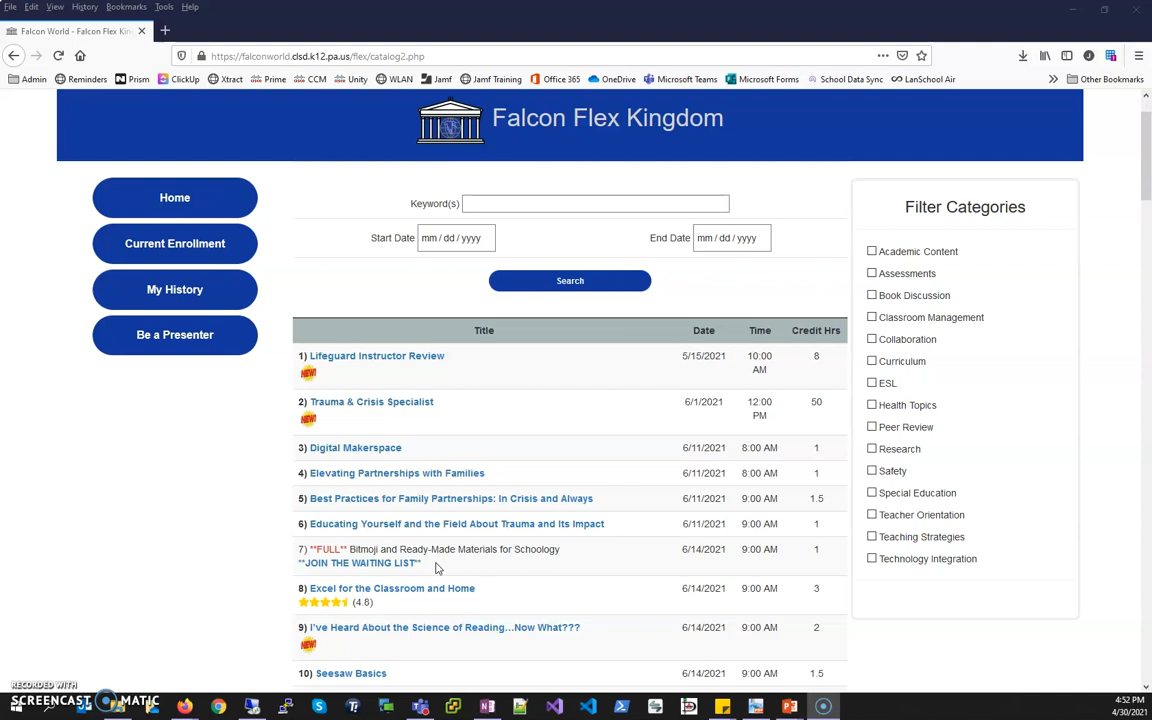 File Edit View History Bookmarks Tools Help
Falcon World - Falcon Flex Kin
https://falconworld.clsd.k12.pa.us/flex/catalog2.php
Admin Reminders Prism ClickUp Xtract Prime CCM Unity WLAN Jamf Jamf Training Office 365 OneDrive Microsoft Teams Microsoft Forms School Data Sync LanSchool Air Other Bookmarks
Falcon Flex Kingdom
Home
Current Enrollment
My History
Be a Presenter
Keyword(s)
Start Date mm / dd / yyyy End Date mm / dd / yyyy
Search
Title Date Time Credit Hrs
1) Lifeguard Instructor Review 5/15/2021 10:00 AM 8
NEW!
2) Trauma & Crisis Specialist 6/1/2021 12:00 PM 50
NEW!
3) Digital Makerspace 6/11/2021 8:00 AM 1
4) Elevating Partnerships with Families 6/11/2021 8:00 AM 1
5) Best Practices for Family Partnerships: In Crisis and Always 6/11/2021 9:00 AM 1.5
6) Educating Yourself and the Field About Trauma and Its Impact 6/11/2021 9:00 AM 1
7) **FULL** Bitmoji and Ready-Made Materials for Schoology 6/14/2021 9:00 AM 1
**JOIN THE WAITING LIST**
8) Excel for the Classroom and Home 6/14/2021 9:00 AM 3
(4.8)
9) I've Heard About the Science of Reading...Now What??? 6/14/2021 9:00 AM 2
NEW!
10) Seesaw Basics 6/14/2021 9:00 AM 1.5
Filter Categories
Academic Content
Assessments
Book Discussion
Classroom Management
Collaboration
Curriculum
ESL
Health Topics
Peer Review
Research
Safety
Special Education
Teacher Orientation
Teaching Strategies
Technology Integration
RECORDED WITH
SCREENCAST MATIC
4:52 PM
4/30/2021